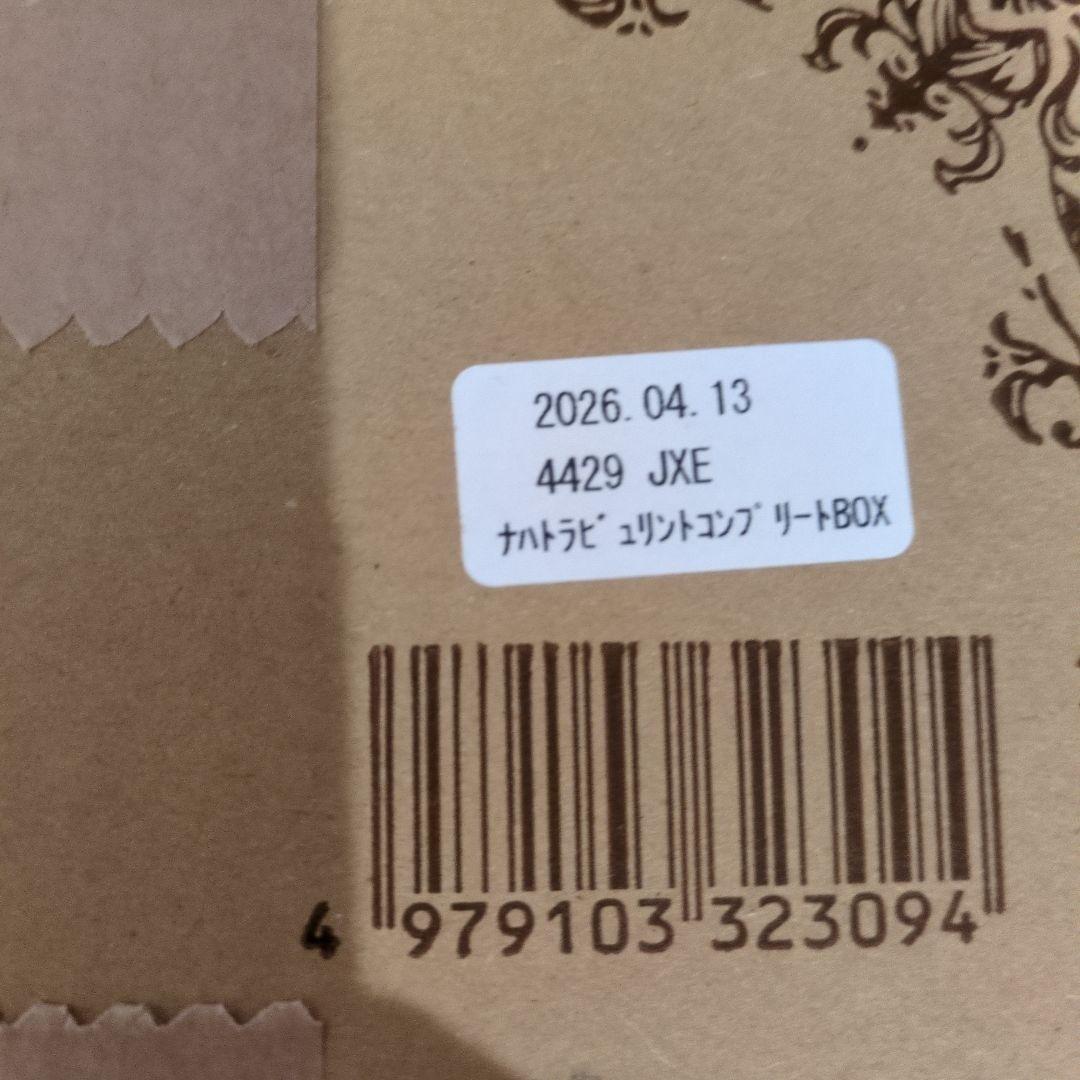 2026.04.13
4429 JXE
ﾅﾊﾄﾗﾋﾞｭﾘﾝﾄｺﾝﾌﾟﾘｰﾄBOX
4 979103 323094